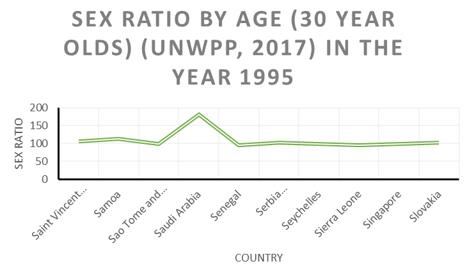 SEX RATIO BY AGE (30 YEAR
OLDS) (UNWPP, 2017) IN THE
YEAR 1995
200
150
100
50
0
SEX RATIO
Saint Vincent...
Samoa
Sao Tome and...
Saudi Arabia
Senegal
Serbia...
Seychelles
Sierra Leone
Singapore
Slovakia
COUNTRY